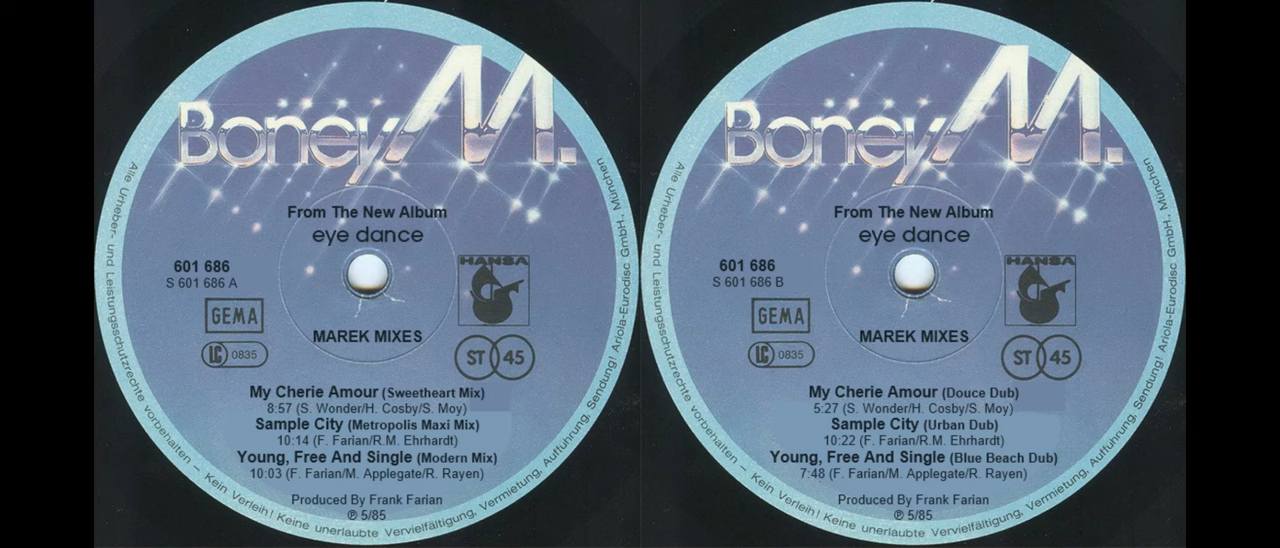 Boney M.
From The New Album
eye dance
601 686
S 601 686 A
HANSA
GEMA
LC 0835
MAREK MIXES
ST 45
My Cherie Amour (Sweetheart Mix)
8:57 (S. Wonder/H. Cosby/S. Moy)
Sample City (Metropolis Maxi Mix)
10:14 (F. Farian/R.M. Ehrhardt)
Young, Free And Single (Modern Mix)
10:03 (F. Farian/M. Applegate/R. Rayen)
Produced By Frank Farian
℗ 5/85
Alle Urheber- und Leistungsschutzrechte vorbehalten – Kein Verleih! Keine unerlaubte Vervielfältigung, Vermietung, Aufführung, Sendung! Ariola-Eurodisc GmbH., München
Boney M.
From The New Album
eye dance
601 686
S 601 686 B
HANSA
GEMA
LC 0835
MAREK MIXES
ST 45
My Cherie Amour (Douce Dub)
5:27 (S. Wonder/H. Cosby/S. Moy)
Sample City (Urban Dub)
10:22 (F. Farian/R.M. Ehrhardt)
Young, Free And Single (Blue Beach Dub)
7:48 (F. Farian/M. Applegate/R. Rayen)
Produced By Frank Farian
℗ 5/85
Alle Urheber- und Leistungsschutzrechte vorbehalten – Kein Verleih! Keine unerlaubte Vervielfältigung, Vermietung, Aufführung, Sendung! Ariola-Eurodisc GmbH., München